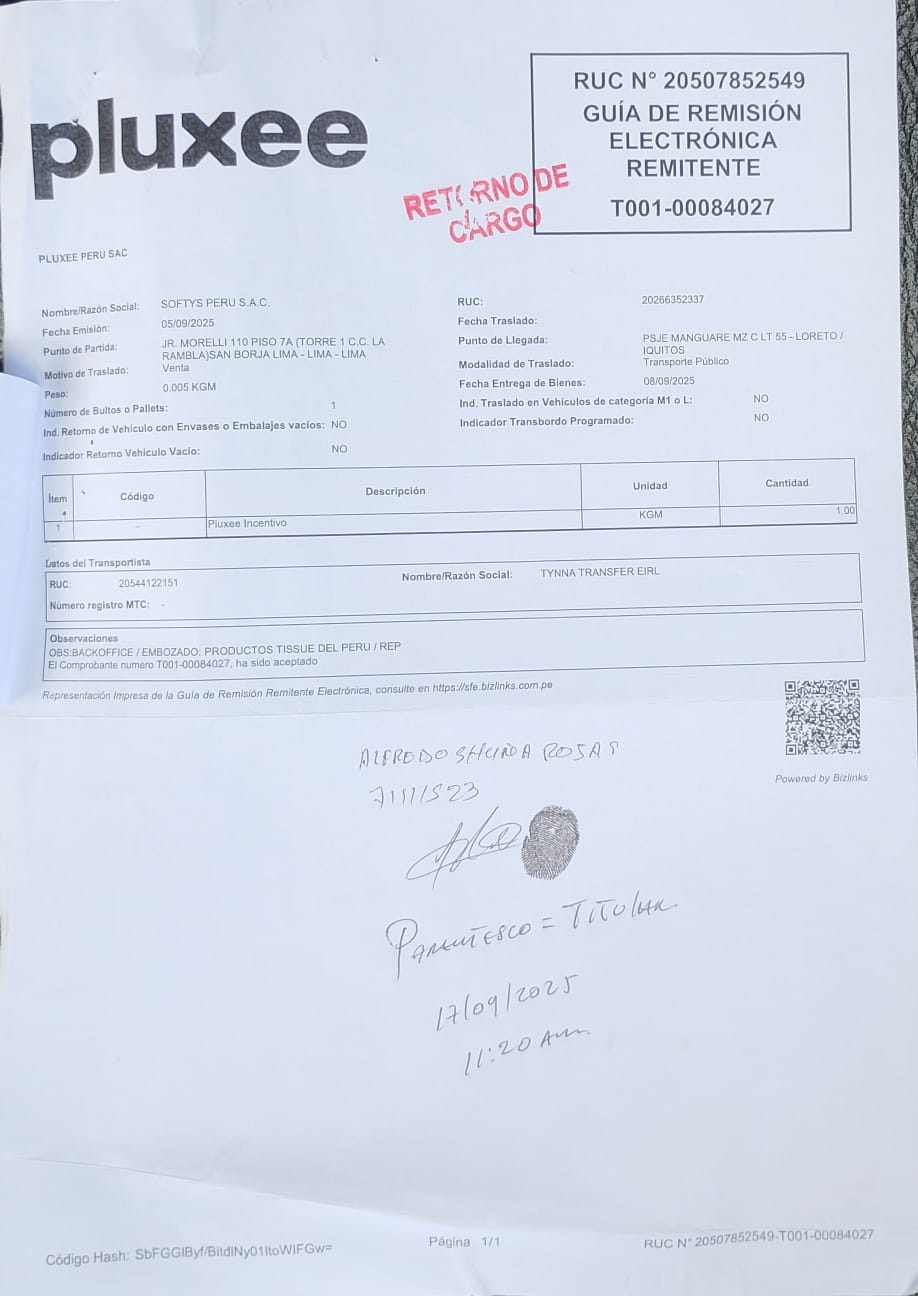 pluxee
RUC N° 20507852549
GUÍA DE REMISIÓN
ELECTRÓNICA
REMITENTE
T001-00084027
RETORNO DE
CARGO
PLUXEE PERU SAC
Nombre/Razón Social: SOFTYS PERU S.A.C.
RUC: 20266352337
Fecha Emisión: 05/09/2025
Fecha Traslado:
Punto de Partida: JR. MORELLI 110 PISO 7A (TORRE 1 C.C. LA
RAMBLA)SAN BORJA LIMA - LIMA - LIMA
Punto de Llegada: PSJE MANGUARE MZ C LT 55 - LORETO /
IQUITOS
Motivo de Traslado: Venta
Modalidad de Traslado: Transporte Público
Peso: 0.005 KGM
Fecha Entrega de Bienes: 08/09/2025
Número de Bultos o Pallets: 1
Ind. Traslado en Vehículos de categoría M1 o L: NO
Ind. Retorno de Vehículo con Envases o Embalajes vacíos: NO
Indicador Transbordo Programado: NO
Indicador Retorno Vehículo Vacío: NO
Ítem Código Descripción Unidad Cantidad
1 - Pluxee Incentivo KGM 1.00
Datos del Transportista
RUC: 20544122151 Nombre/Razón Social: TYNNA TRANSFER EIRL
Número registro MTC: -
Observaciones
OBS:BACKOFFICE / EMBOZADO: PRODUCTOS TISSUE DEL PERU / REP
El Comprobante numero T001-00084027, ha sido aceptado
Representación Impresa de la Guía de Remisión Remitente Electrónica, consulte en https://sfe.bizlinks.com.pe
Powered by Bizlinks
ALFREDO ROSAS
PARENTESCO = TITULAR
17/09/2025
11:20 Am
Código Hash: SbFGGlByf/BitdlNy01ltoWlFGw=
Página 1/1
RUC N° 20507852549-T001-00084027